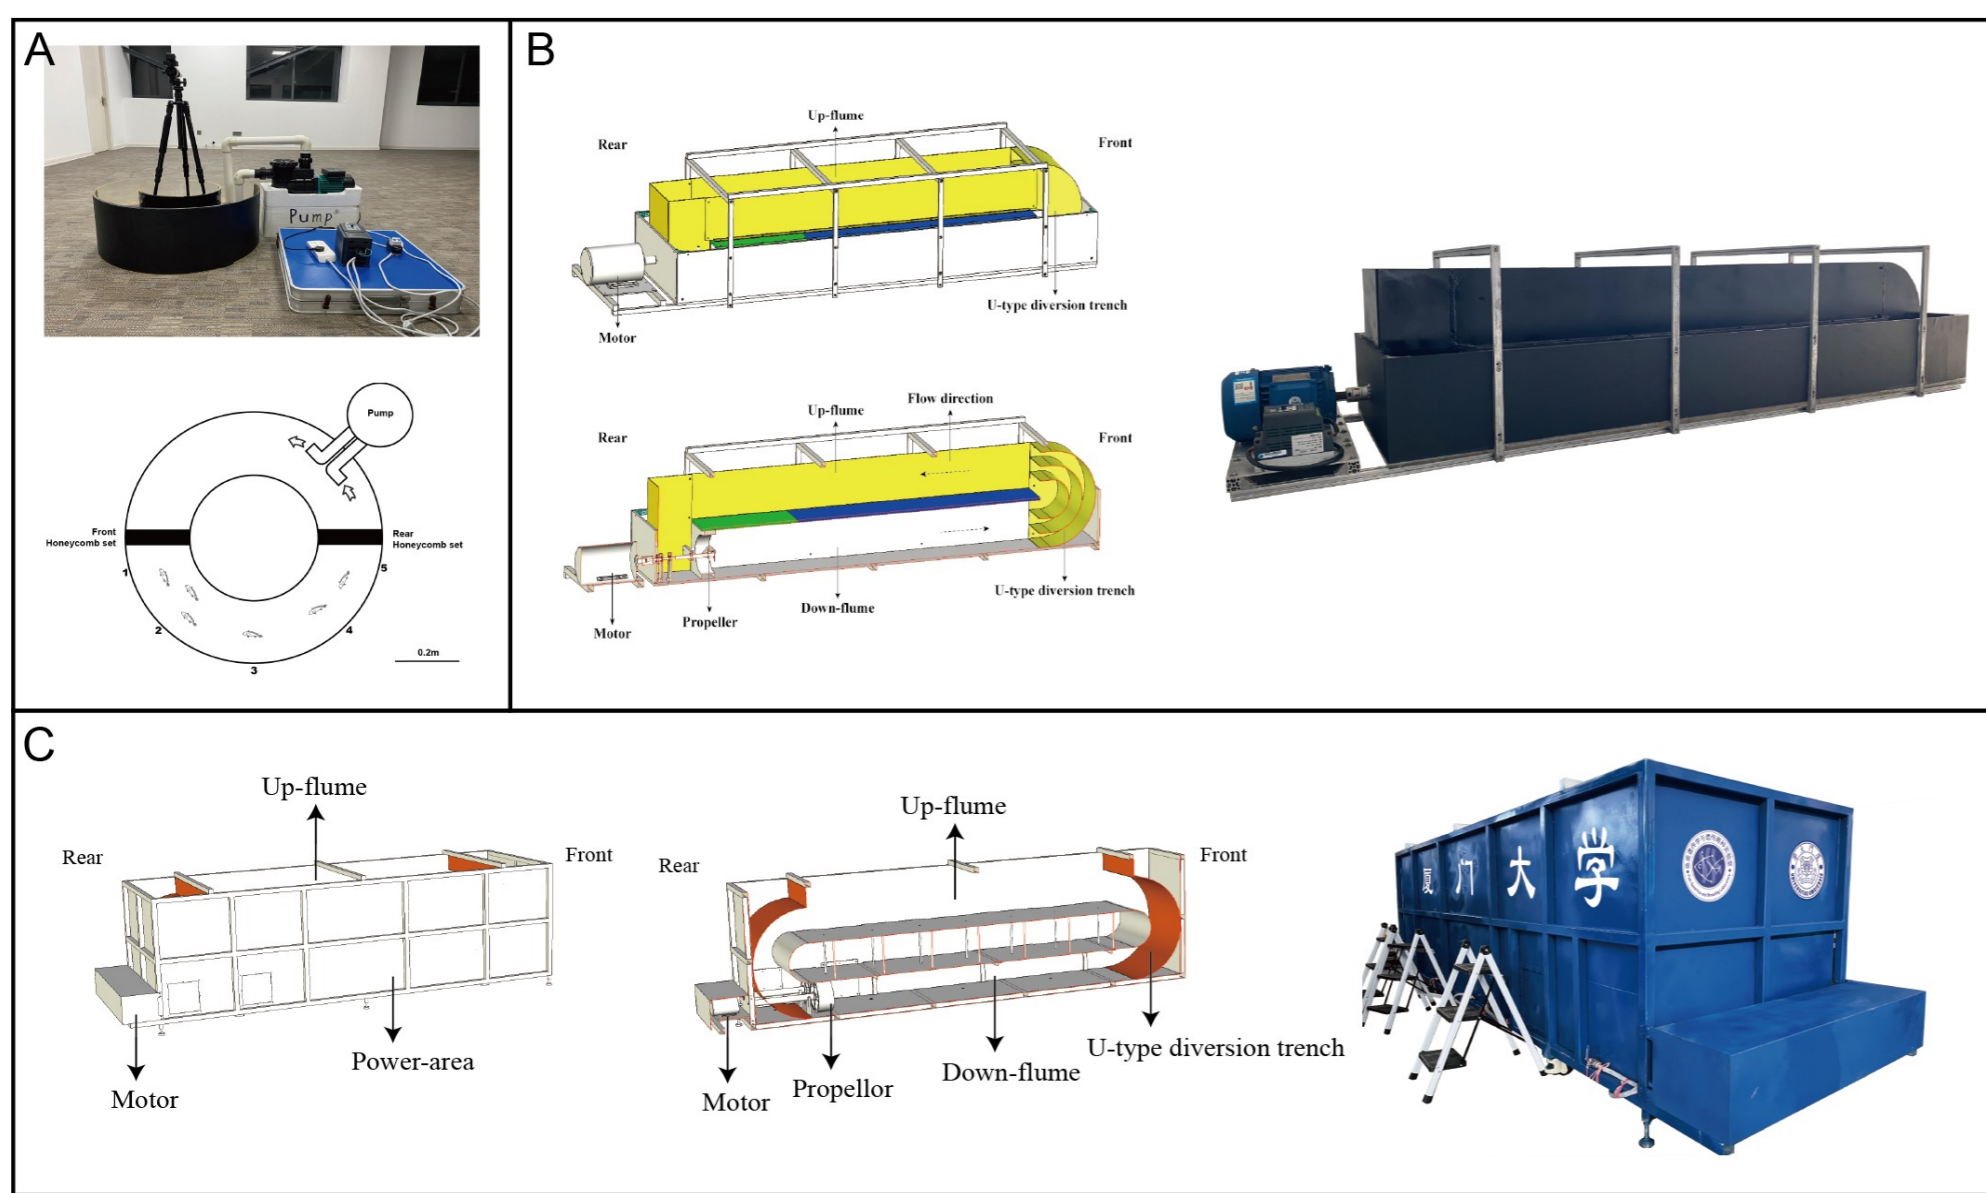 A
Pump
Pump
Front
Honeycomb set
Rear
Honeycomb set
1
2
3
4
5
0.2m
B
Up-flume
Rear
Front
U-type diversion trench
Motor
Flow direction
Up-flume
Rear
Front
U-type diversion trench
Down-flume
Propeller
Motor
C
Up-flume
Rear
Front
Power-area
Motor
Up-flume
Rear
Front
U-type diversion trench
Down-flume
Propellor
Motor
门大学